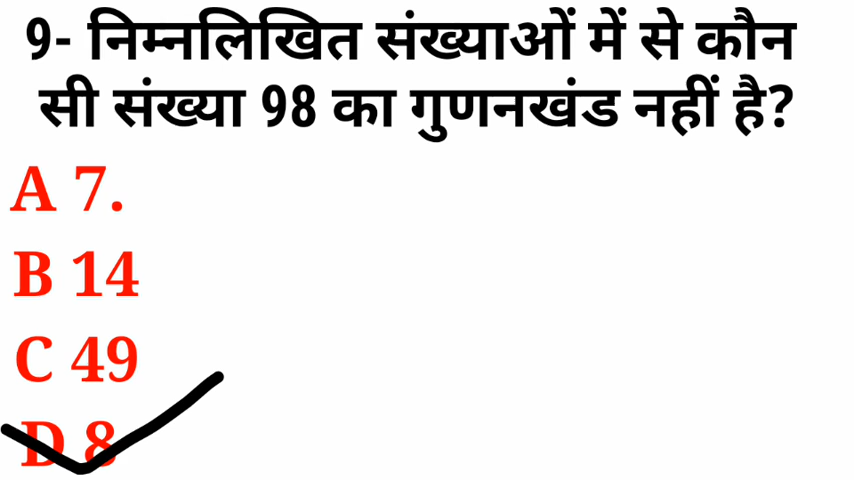 9- निम्नलिखित संख्याओं में से कौन
सी संख्या 98 का गुणनखंड नहीं है?
A 7.
B 14
C 49
D 8